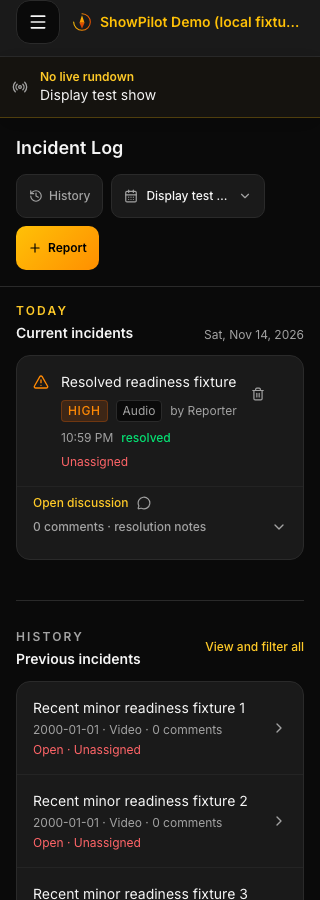 ShowPilot Demo (local fixtu...
No live rundown
Display test show
Incident Log
History
Display test ...
Report
TODAY
Current incidents
Sat, Nov 14, 2026
Resolved readiness fixture
HIGH
Audio
by Reporter
10:59 PM
resolved
Unassigned
Open discussion
0 comments · resolution notes
HISTORY
Previous incidents
View and filter all
Recent minor readiness fixture 1
2000-01-01 · Video · 0 comments
Open · Unassigned
Recent minor readiness fixture 2
2000-01-01 · Video · 0 comments
Open · Unassigned
Recent minor readiness fixture 3